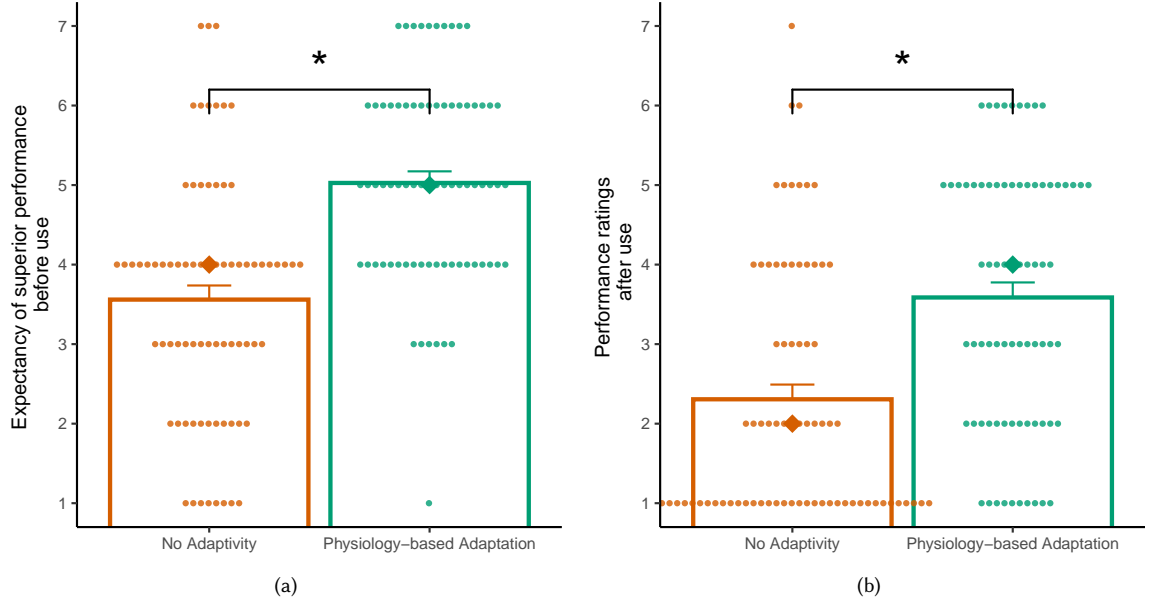 Expectancy of superior performance
before use
7
6
5
4
3
2
1
*
No Adaptivity
Physiology−based Adaptation
(a)
Performance ratings
after use
7
6
5
4
3
2
1
*
No Adaptivity
Physiology−based Adaptation
(b)